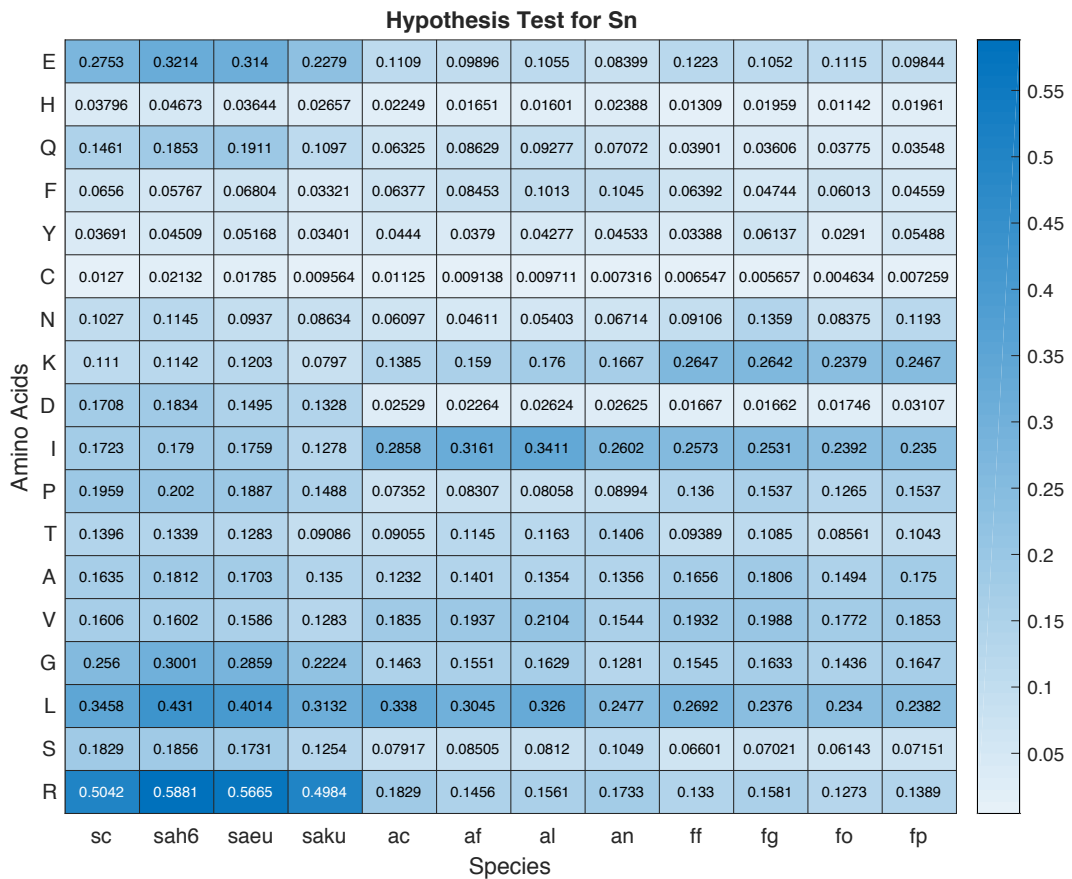 Hypothesis Test for Sn
E 0.2753 0.3214 0.314 0.2279 0.1109 0.09896 0.1055 0.08399 0.1223 0.1052 0.1115 0.09844
H 0.03796 0.04673 0.03644 0.02657 0.02249 0.01651 0.01601 0.02388 0.01309 0.01959 0.01142 0.01961
Q 0.1461 0.1853 0.1911 0.1097 0.06325 0.08629 0.09277 0.07072 0.03901 0.03606 0.03775 0.03548
F 0.0656 0.05767 0.06804 0.03321 0.06377 0.08453 0.1013 0.1045 0.06392 0.04744 0.06013 0.04559
Y 0.03691 0.04509 0.05168 0.03401 0.0444 0.0379 0.04277 0.04533 0.03388 0.06137 0.0291 0.05488
C 0.0127 0.02132 0.01785 0.009564 0.01125 0.009138 0.009711 0.007316 0.006547 0.005657 0.004634 0.007259
N 0.1027 0.1145 0.0937 0.08634 0.06097 0.04611 0.05403 0.06714 0.09106 0.1359 0.08375 0.1193
K 0.111 0.1142 0.1203 0.0797 0.1385 0.159 0.176 0.1667 0.2647 0.2642 0.2379 0.2467
D 0.1708 0.1834 0.1495 0.1328 0.02529 0.02264 0.02624 0.02625 0.01667 0.01662 0.01746 0.03107
I 0.1723 0.179 0.1759 0.1278 0.2858 0.3161 0.3411 0.2602 0.2573 0.2531 0.2392 0.235
P 0.1959 0.202 0.1887 0.1488 0.07352 0.08307 0.08058 0.08994 0.136 0.1537 0.1265 0.1537
T 0.1396 0.1339 0.1283 0.09086 0.09055 0.1145 0.1163 0.1406 0.09389 0.1085 0.08561 0.1043
A 0.1635 0.1812 0.1703 0.135 0.1232 0.1401 0.1354 0.1356 0.1656 0.1806 0.1494 0.175
V 0.1606 0.1602 0.1586 0.1283 0.1835 0.1937 0.2104 0.1544 0.1932 0.1988 0.1772 0.1853
G 0.256 0.3001 0.2859 0.2224 0.1463 0.1551 0.1629 0.1281 0.1545 0.1633 0.1436 0.1647
L 0.3458 0.431 0.4014 0.3132 0.338 0.3045 0.326 0.2477 0.2692 0.2376 0.234 0.2382
S 0.1829 0.1856 0.1731 0.1254 0.07917 0.08505 0.0812 0.1049 0.06601 0.07021 0.06143 0.07151
R 0.5042 0.5881 0.5665 0.4984 0.1829 0.1456 0.1561 0.1733 0.133 0.1581 0.1273 0.1389
sc sah6 saeu saku ac af al an ff fg fo fp
Species
Amino Acids
0.55
0.5
0.45
0.4
0.35
0.3
0.25
0.2
0.15
0.1
0.05